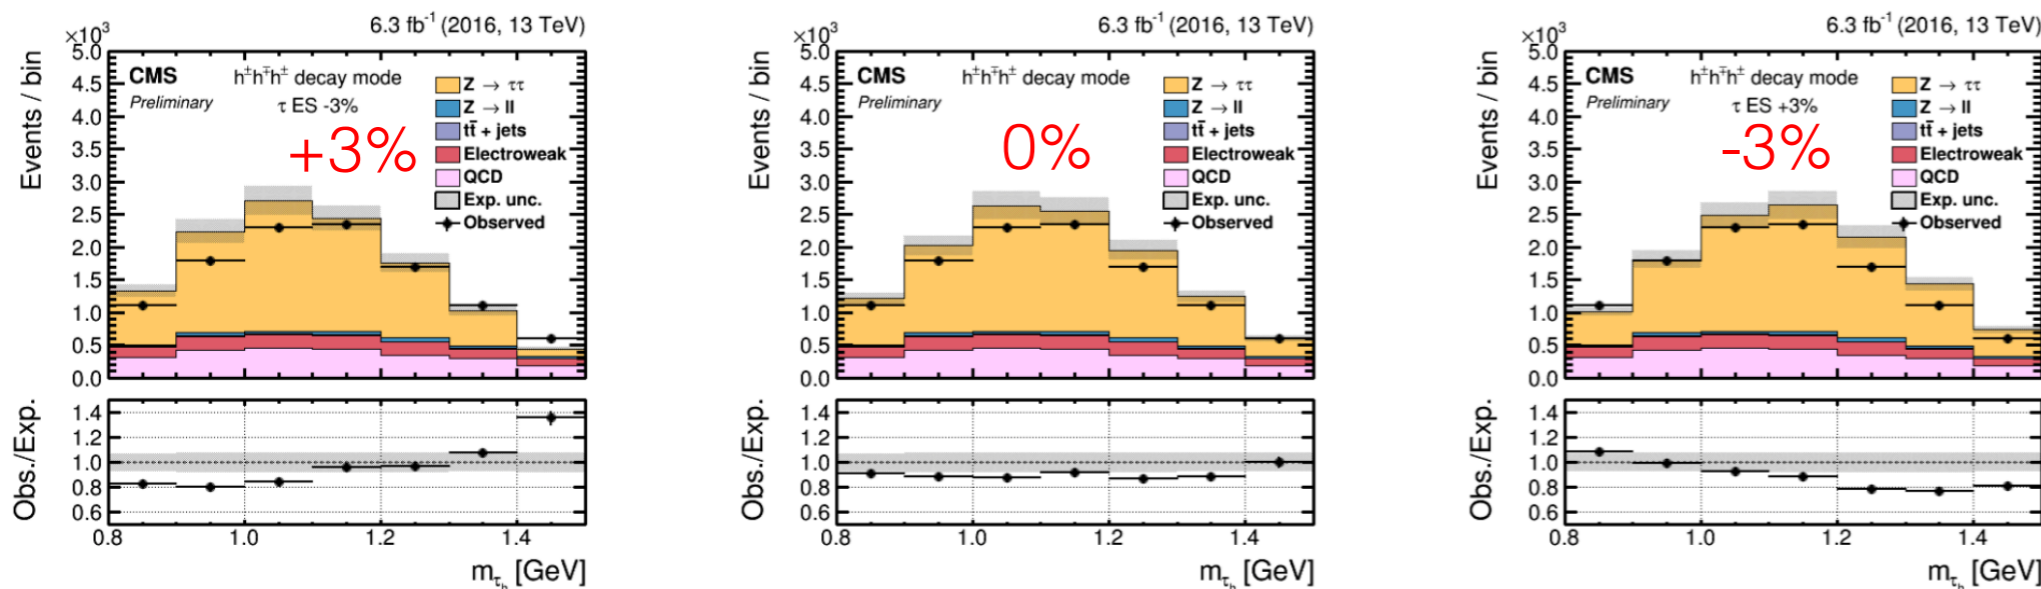 6.3 fb⁻¹ (2016, 13 TeV)
×10³
Events / bin
5.0
4.5
4.0
3.5
3.0
2.5
2.0
1.5
1.0
0.5
0.0
CMS
Preliminary
h±h∓h± decay mode
τ ES -3%
+3%
Z → ττ
Z → ll
tt̄ + jets
Electroweak
QCD
Exp. unc.
Observed
Obs./Exp.
1.4
1.2
1.0
0.8
0.6
0.8 1.0 1.2 1.4
m_τh [GeV]
6.3 fb⁻¹ (2016, 13 TeV)
×10³
Events / bin
5.0
4.5
4.0
3.5
3.0
2.5
2.0
1.5
1.0
0.5
0.0
CMS
Preliminary
h±h∓h± decay mode
0%
Z → ττ
Z → ll
tt̄ + jets
Electroweak
QCD
Exp. unc.
Observed
Obs./Exp.
1.4
1.2
1.0
0.8
0.6
0.8 1.0 1.2 1.4
m_τh [GeV]
6.3 fb⁻¹ (2016, 13 TeV)
×10³
Events / bin
5.0
4.5
4.0
3.5
3.0
2.5
2.0
1.5
1.0
0.5
0.0
CMS
Preliminary
h±h∓h± decay mode
τ ES +3%
-3%
Z → ττ
Z → ll
tt̄ + jets
Electroweak
QCD
Exp. unc.
Observed
Obs./Exp.
1.4
1.2
1.0
0.8
0.6
0.8 1.0 1.2 1.4
m_τh [GeV]